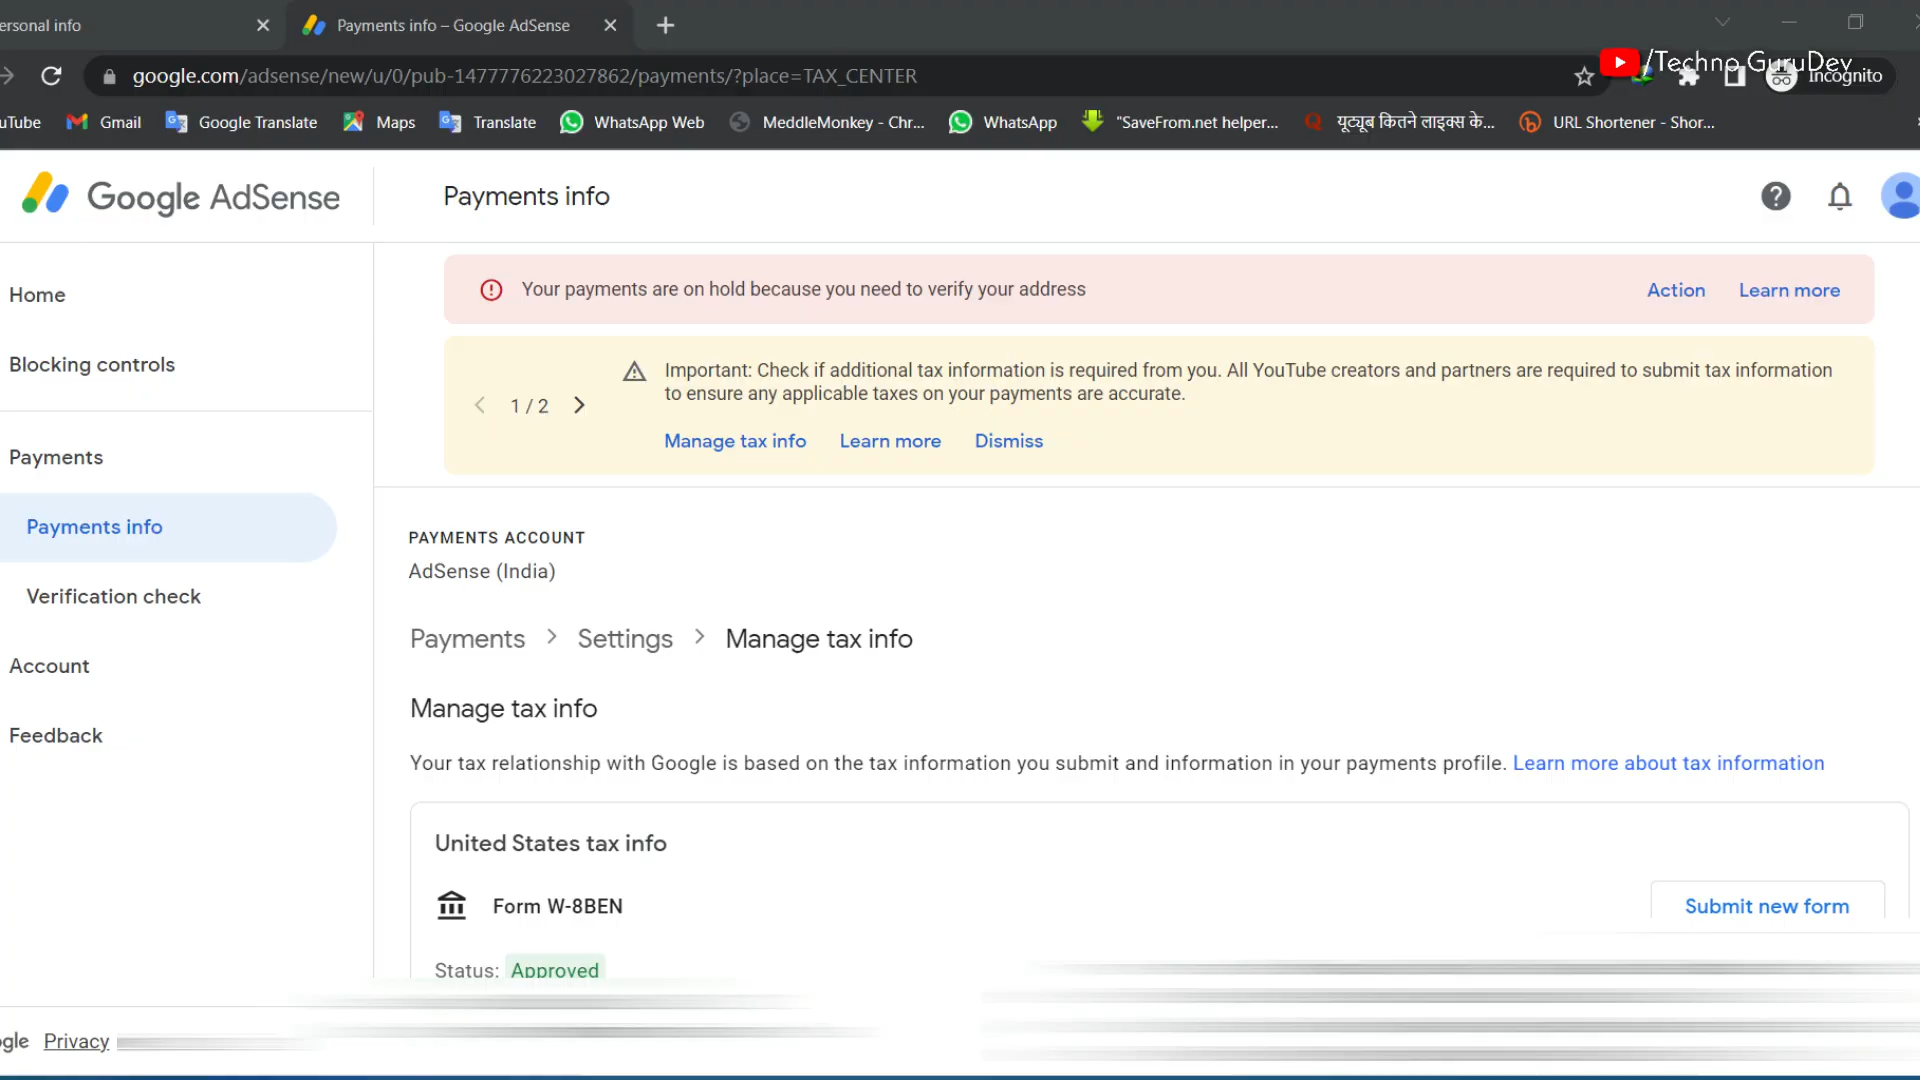 ersonal info
Payments info – Google AdSense
google.com/adsense/new/u/0/pub-1477776223027862/payments/?place=TAX_CENTER
/Techno GuruDev
Incognito
uTube
Gmail
Google Translate
Maps
Translate
WhatsApp Web
MeddleMonkey - Chr...
WhatsApp
"SaveFrom.net helper...
यूट्यूब कितने लाइक्स के...
URL Shortener - Shor...
Google AdSense
Payments info
Home
Blocking controls
Payments
Payments info
Verification check
Account
Feedback
Your payments are on hold because you need to verify your address
Action
Learn more
1 / 2
Important: Check if additional tax information is required from you. All YouTube creators and partners are required to submit tax information
to ensure any applicable taxes on your payments are accurate.
Manage tax info
Learn more
Dismiss
PAYMENTS ACCOUNT
AdSense (India)
Payments > Settings > Manage tax info
Manage tax info
Your tax relationship with Google is based on the tax information you submit and information in your payments profile. Learn more about tax information
United States tax info
Form W-8BEN
Submit new form
Status: Approved
ogle
Privacy